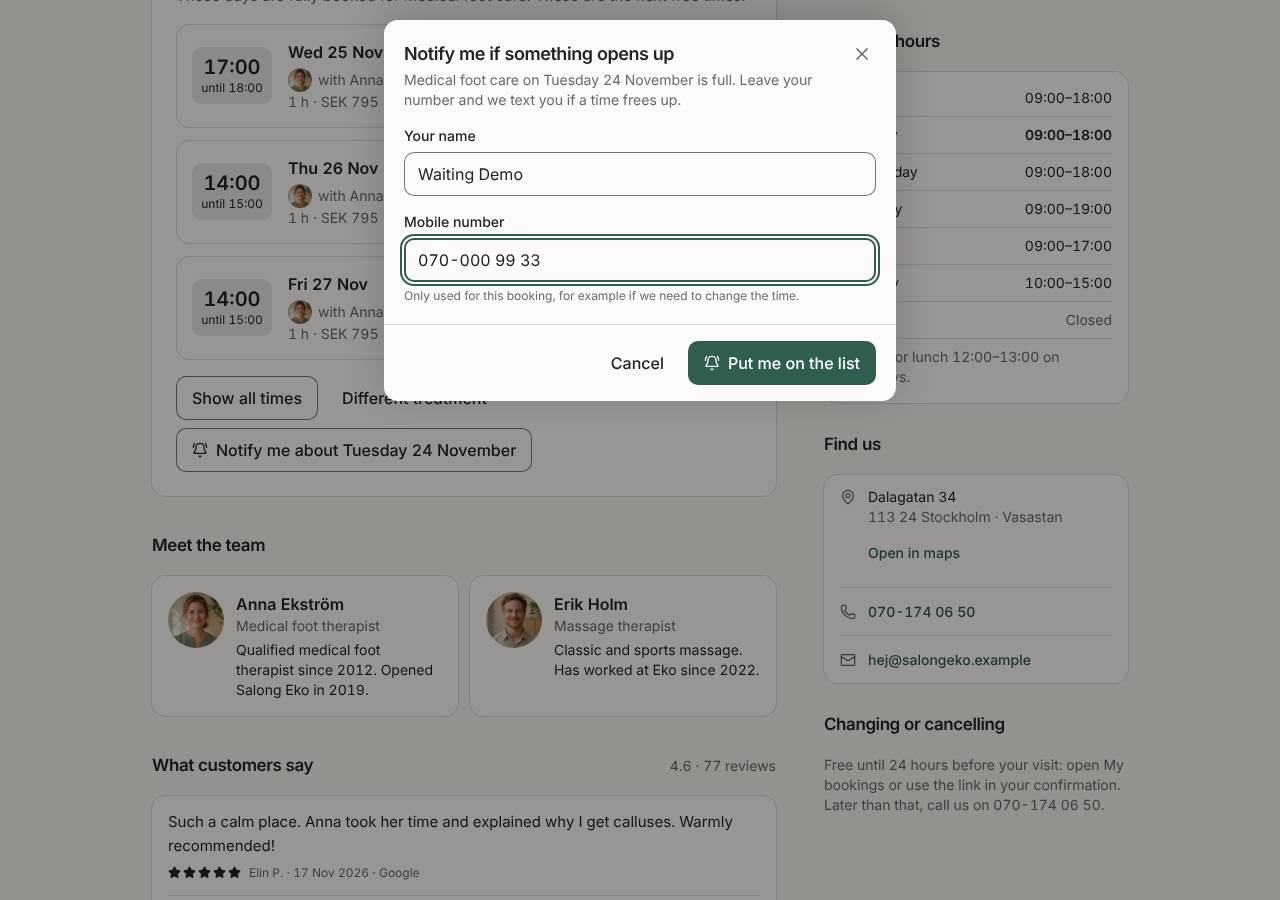 Notify me if something opens up
Medical foot care on Tuesday 24 November is full. Leave your
number and we text you if a time frees up.
Your name
Waiting Demo
Mobile number
070-000 99 33
Only used for this booking, for example if we need to change the time.
Cancel
Put me on the list
17:00
until 18:00
Wed 25 Nov
with Anna
1 h · SEK 795
14:00
until 15:00
Thu 26 Nov
with Anna
1 h · SEK 795
14:00
until 15:00
Fri 27 Nov
with Anna
1 h · SEK 795
Show all times
Different treatment
Notify me about Tuesday 24 November
Meet the team
Anna Ekström
Medical foot therapist
Qualified medical foot
therapist since 2012. Opened
Salong Eko in 2019.
Erik Holm
Massage therapist
Classic and sports massage.
Has worked at Eko since 2022.
What customers say
4.6 · 77 reviews
Such a calm place. Anna took her time and explained why I get calluses. Warmly
recommended!
Elin P. · 17 Nov 2026 · Google
hours
09:00–18:00
09:00–18:00
09:00–18:00
09:00–19:00
09:00–17:00
10:00–15:00
Closed
or lunch 12:00–13:00 on
Find us
Dalagatan 34
113 24 Stockholm · Vasastan
Open in maps
070-174 06 50
hej@salongeko.example
Changing or cancelling
Free until 24 hours before your visit: open My
bookings or use the link in your confirmation.
Later than that, call us on 070-174 06 50.